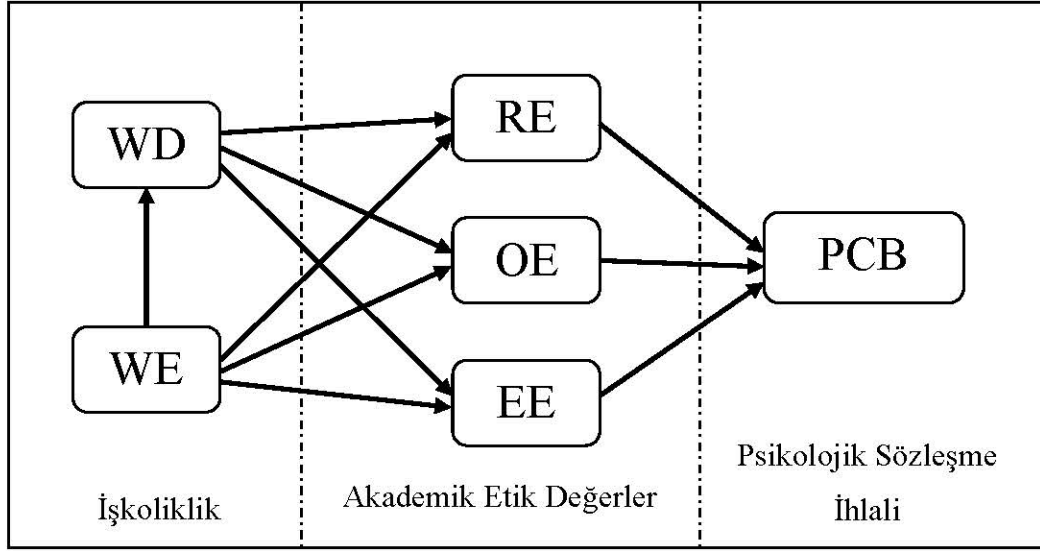 WD
WE
İşkoliklik
RE
OE
EE
Akademik Etik Değerler
PCB
Psikolojik Sözleşme
İhlali